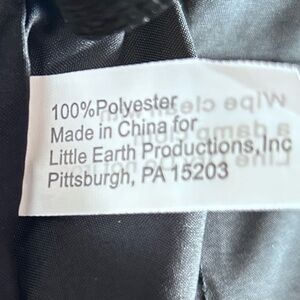 100%Polyester
Made in China for
Little Earth Productions,Inc
Pittsburgh, PA 15203